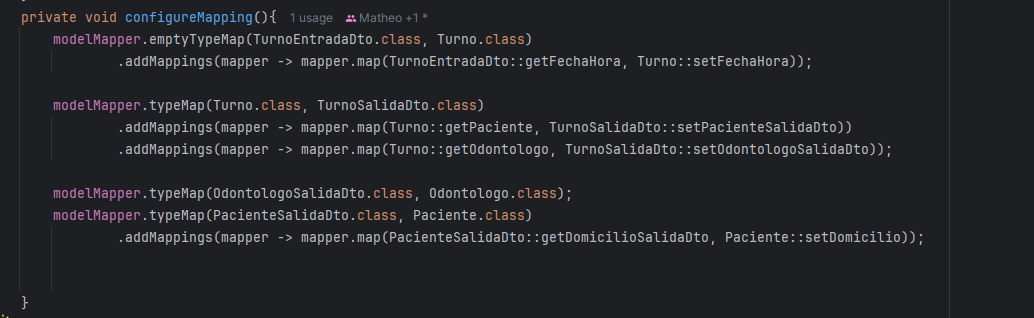 private void configureMapping(){ 1 usage Matheo +1 *
modelMapper.emptyTypeMap(TurnoEntradaDto.class, Turno.class)
.addMappings(mapper -> mapper.map(TurnoEntradaDto::getFechaHora, Turno::setFechaHora));
modelMapper.typeMap(Turno.class, TurnoSalidaDto.class)
.addMappings(mapper -> mapper.map(Turno::getPaciente, TurnoSalidaDto::setPacienteSalidaDto))
.addMappings(mapper -> mapper.map(Turno::getOdontologo, TurnoSalidaDto::setOdontologoSalidaDto));
modelMapper.typeMap(OdontologoSalidaDto.class, Odontologo.class);
modelMapper.typeMap(PacienteSalidaDto.class, Paciente.class)
.addMappings(mapper -> mapper.map(PacienteSalidaDto::getDomicilioSalidaDto, Paciente::setDomicilio));
}